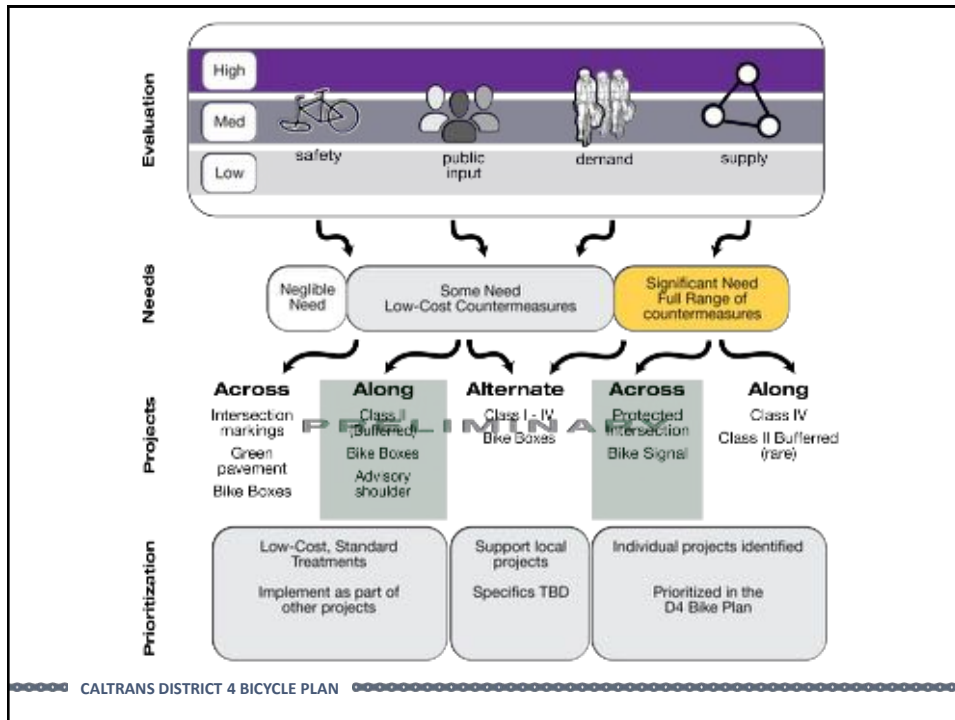 Evaluation
High
Med
Low
safety
public
input
demand
supply
Needs
Neglible
Need
Some Need
Low-Cost Countermeasures
Significant Need
Full Range of
countermeasures
Projects
Across
Intersection
markings
Green
pavement
Bike Boxes
Along
Class II
(Bufferred)
Bike Boxes
Advisory
shoulder
Alternate
Class I - IV
Bike Boxes
Across
Protected
Intersection
Bike Signal
Along
Class IV
Class II Bufferred
(rare)
PRELIMINARY
Prioritization
Low-Cost, Standard
Treatments
Implement as part of
other projects
Support local
projects
Specifics TBD
Individual projects identified
Prioritized in the
D4 Bike Plan
CALTRANS DISTRICT 4 BICYCLE PLAN